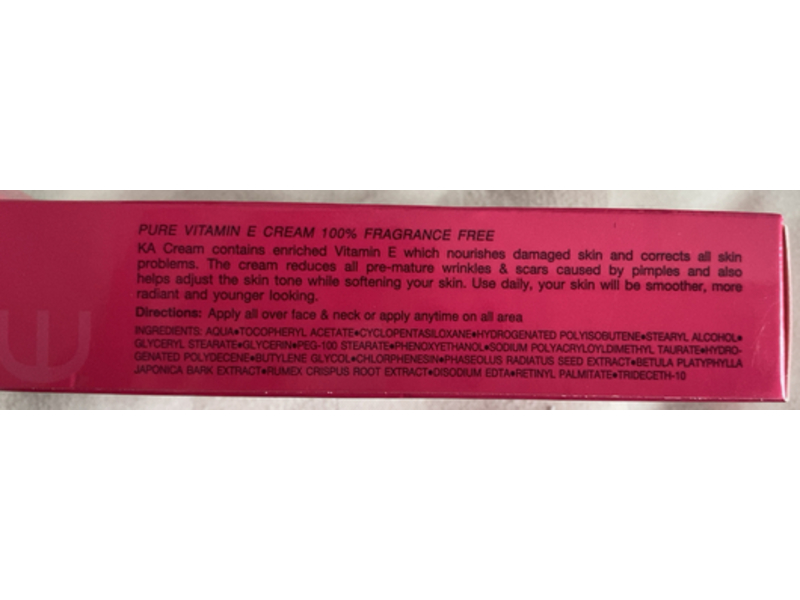 PURE VITAMIN E CREAM 100% FRAGRANCE FREE
KA Cream contains enriched Vitamin E which nourishes damaged skin and corrects all skin
problems. The cream reduces all pre-mature wrinkles & scars caused by pimples and also
helps adjust the skin tone while softening your skin. Use daily, your skin will be smoother, more
radiant and younger looking.
Directions: Apply all over face & neck or apply anytime on all area
INGREDIENTS: AQUA●TOCOPHERYL ACETATE●CYCLOPENTASILOXANE●HYDROGENATED POLYISOBUTENE●STEARYL ALCOHOL●
GLYCERYL STEARATE●GLYCERIN●PEG-100 STEARATE●PHENOXYETHANOL●SODIUM POLYACRYLOYLDIMETHYL TAURATE●HYDRO-
GENATED POLYDECENE●BUTYLENE GLYCOL●CHLORPHENESIN●PHASEOLUS RADIATUS SEED EXTRACT●BETULA PLATYPHYLLA
JAPONICA BARK EXTRACT●RUMEX CRISPUS ROOT EXTRACT●DISODIUM EDTA●RETINYL PALMITATE●TRIDECETH-10